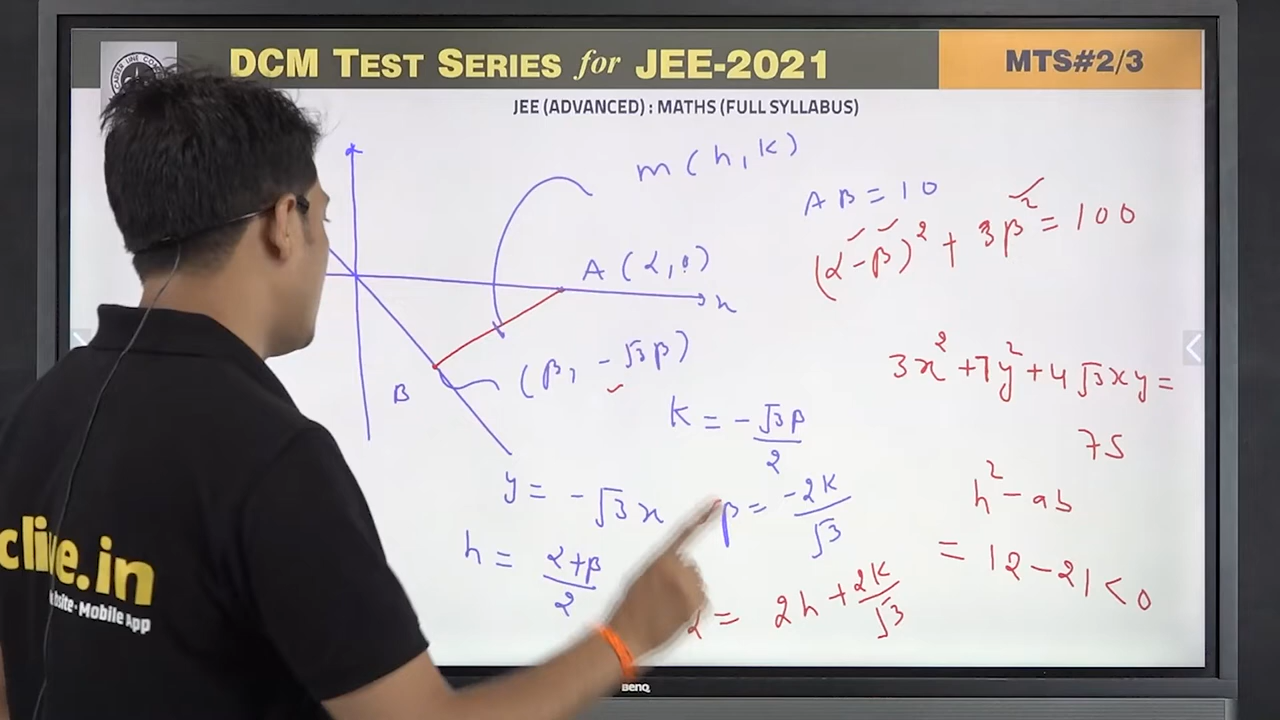 DCM TEST SERIES for JEE-2021
MTS#2/3
JEE (ADVANCED) : MATHS (FULL SYLLABUS)
m (h, k)
AB = 10
(α-β)² + 3β² = 100
A (α, 0)
x
B
(β, -√3β)
3x² + 7y² + 4√3xy =
75
k = -√3β/2
h² - ab
y = -√3x
β = -2k/√3
= 12 - 21 < 0
h = α+β/2
α = 2h + 2k/√3
clive.in
site • Mobile App
BenQ